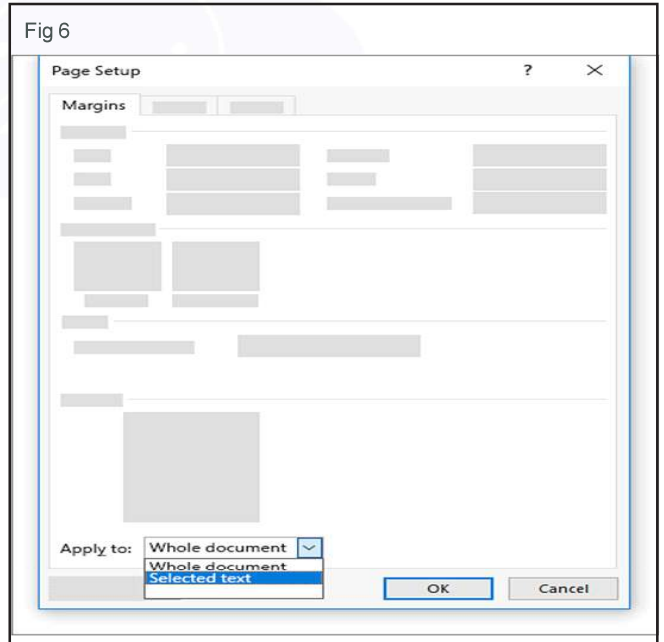 Fig 6
Page Setup ? ×
Margins
Apply to: Whole document
Whole document
Selected text
OK Cancel